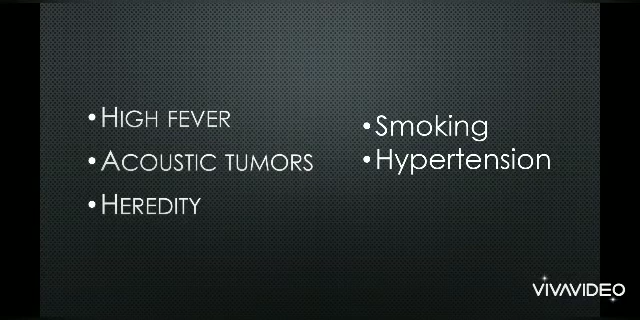 • High fever
• Acoustic tumors
• Heredity
• Smoking
• Hypertension
VIVAVIDEO